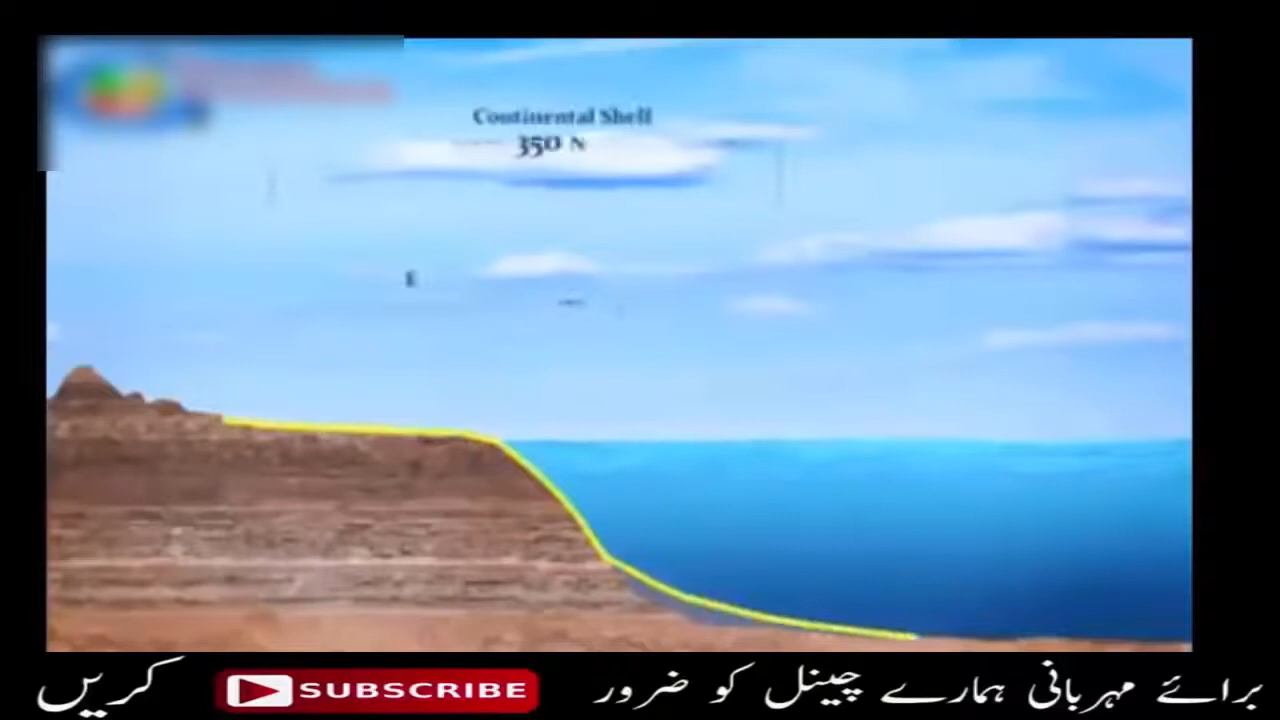 Continental Shelf
350 N
E
برائے مہربانی ہمارے چینل کو ضرور SUBSCRIBE کریں